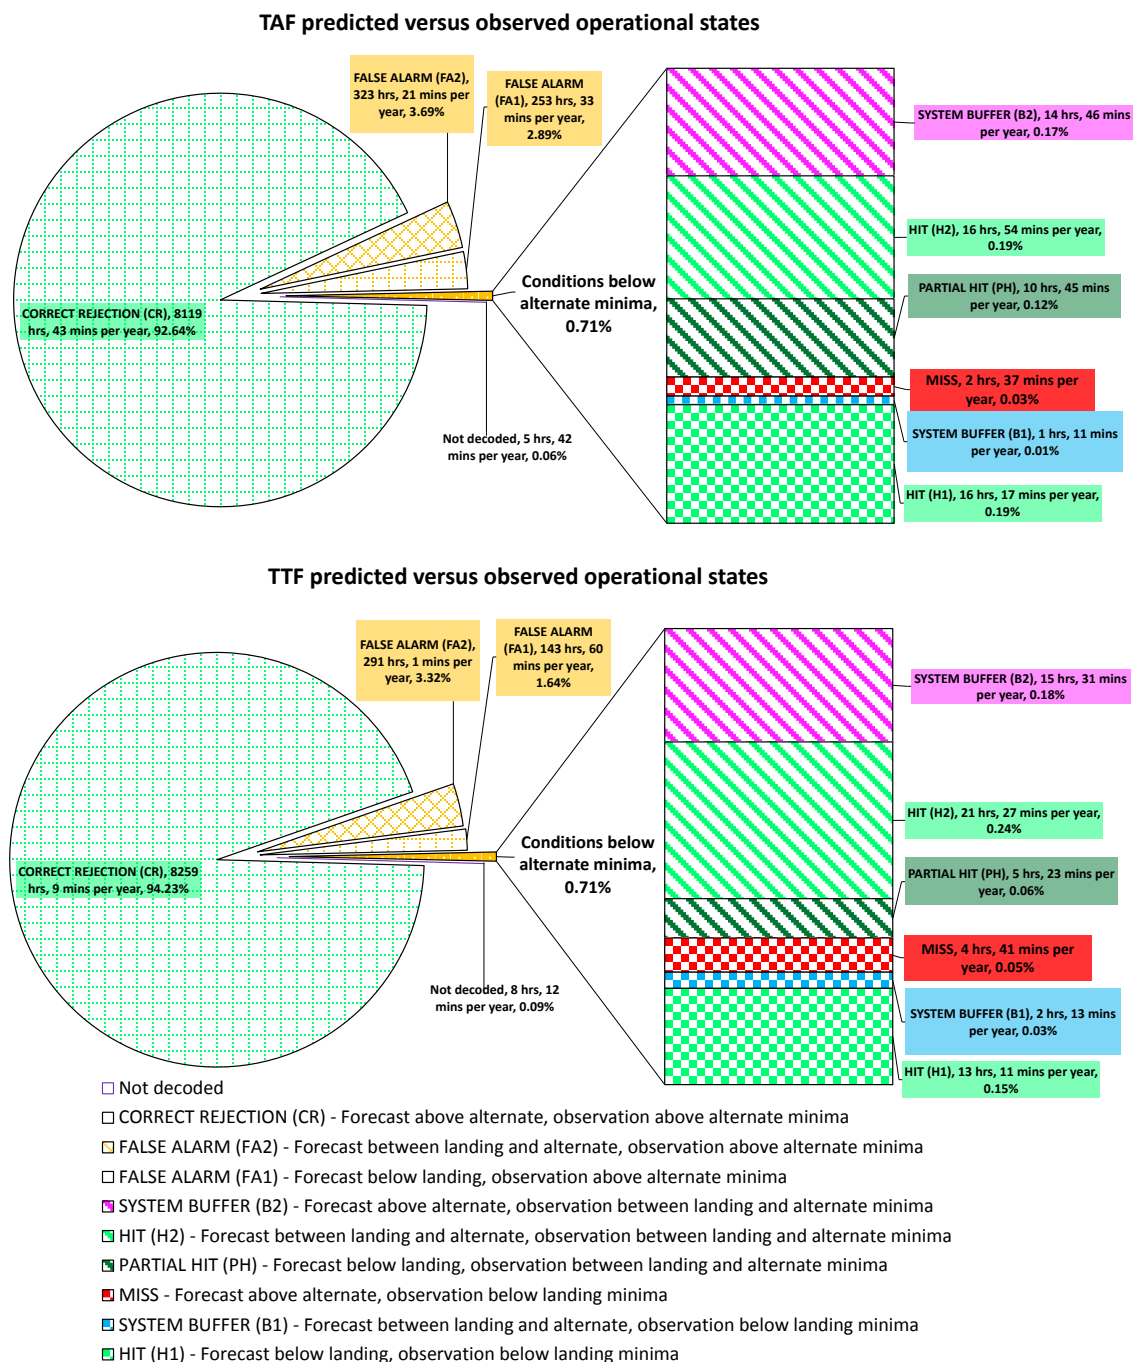 TAF predicted versus observed operational states
FALSE ALARM (FA2),
323 hrs, 21 mins per
year, 3.69%
FALSE ALARM
(FA1), 253 hrs, 33
mins per year,
2.89%
SYSTEM BUFFER (B2), 14 hrs, 46 mins
per year, 0.17%
HIT (H2), 16 hrs, 54 mins per year,
0.19%
Conditions below
alternate minima,
0.71%
PARTIAL HIT (PH), 10 hrs, 45 mins
per year, 0.12%
CORRECT REJECTION (CR), 8119
hrs, 43 mins per year, 92.64%
MISS, 2 hrs, 37 mins per
year, 0.03%
Not decoded, 5 hrs, 42
mins per year, 0.06%
SYSTEM BUFFER (B1), 1 hr, 11 mins
per year, 0.01%
HIT (H1), 16 hrs, 17 mins per year,
0.19%
TTF predicted versus observed operational states
FALSE ALARM (FA2),
291 hrs, 1 mins per
year, 3.32%
FALSE ALARM
(FA1), 143 hrs, 60
mins per year,
1.64%
SYSTEM BUFFER (B2), 15 hrs, 31 mins
per year, 0.18%
HIT (H2), 21 hrs, 27 mins per year,
0.24%
Conditions below
alternate minima,
0.71%
CORRECT REJECTION (CR), 8259
hrs, 9 mins per year, 94.23%
PARTIAL HIT (PH), 5 hrs, 23 mins per
year, 0.06%
MISS, 4 hrs, 41 mins per
year, 0.05%
Not decoded, 8 hrs, 12
mins per year, 0.09%
SYSTEM BUFFER (B1), 2 hrs, 13 mins
per year, 0.03%
HIT (H1), 13 hrs, 11 mins per year,
0.15%
Not decoded
CORRECT REJECTION (CR) - Forecast above alternate, observation above alternate minima
FALSE ALARM (FA2) - Forecast between landing and alternate, observation above alternate minima
FALSE ALARM (FA1) - Forecast below landing, observation above alternate minima
SYSTEM BUFFER (B2) - Forecast above alternate, observation between landing and alternate minima
HIT (H2) - Forecast between landing and alternate, observation between landing and alternate minima
PARTIAL HIT (PH) - Forecast below landing, observation between landing and alternate minima
MISS - Forecast above alternate, observation below landing minima
SYSTEM BUFFER (B1) - Forecast between landing and alternate, observation below landing minima
HIT (H1) - Forecast below landing, observation below landing minima